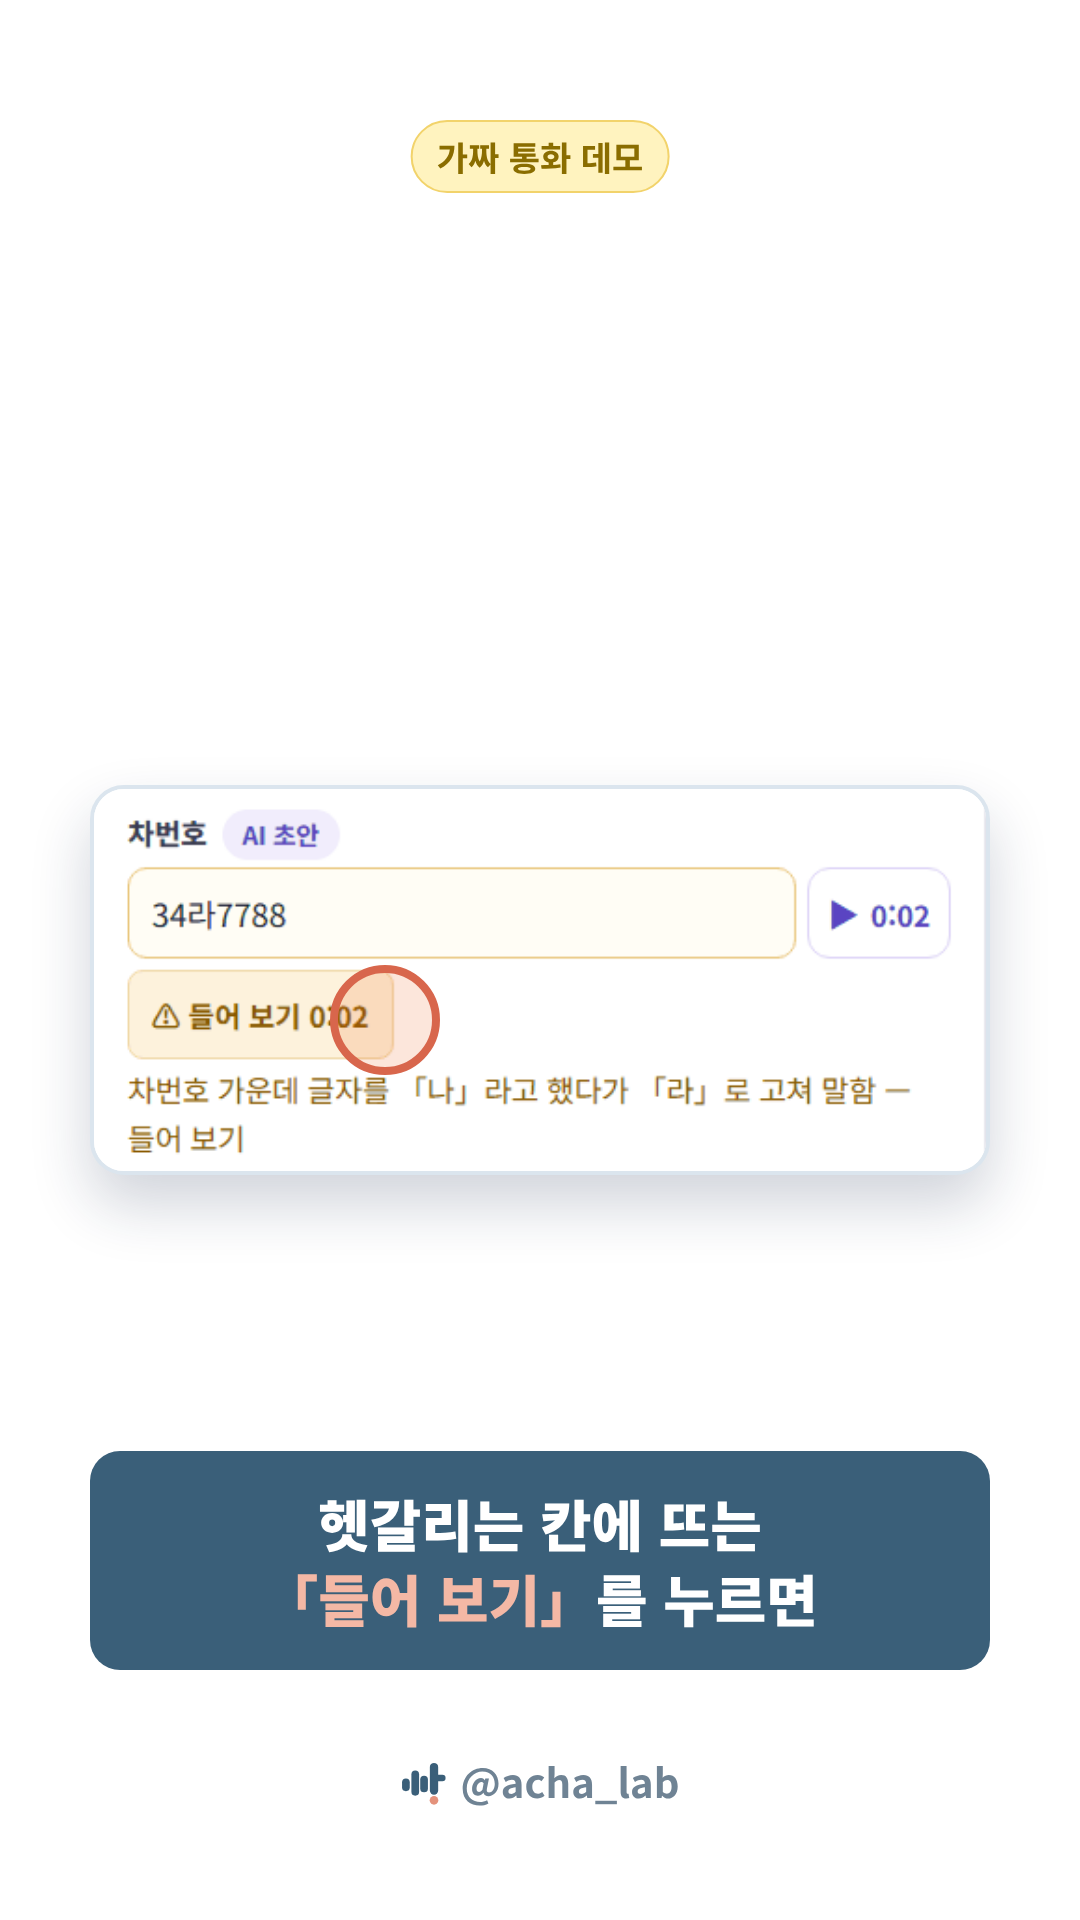 가짜 통화 데모
차번호 AI 초안
34라7788
▶ 0:02
⚠ 들어 보기 0:02
차번호 가운데 글자를 「나」라고 했다가 「라」로 고쳐 말함 —
들어 보기
헷갈리는 칸에 뜨는
「들어 보기」를 누르면
@acha_lab